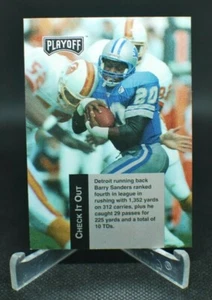 PLAYOFF
20
CHECK IT OUT
Detroit running back
Barry Sanders ranked
fourth in league in
rushing with 1,352 yards
on 312 carries, plus he
caught 29 passes for
225 yards and a total of
10 TDs.